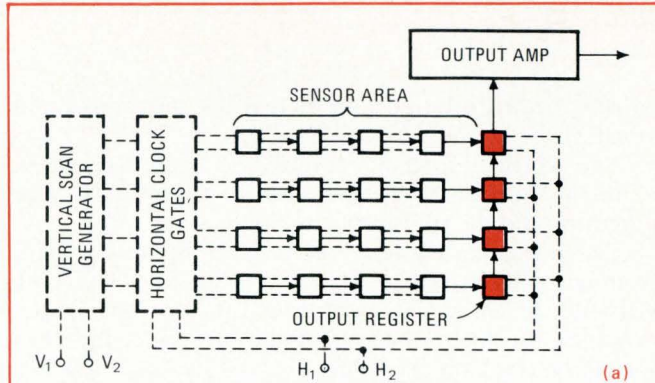 OUTPUT AMP
SENSOR AREA
VERTICAL SCAN
GENERATOR
HORIZONTAL CLOCK
GATES
OUTPUT REGISTER
V1 V2
H1 H2
(a)